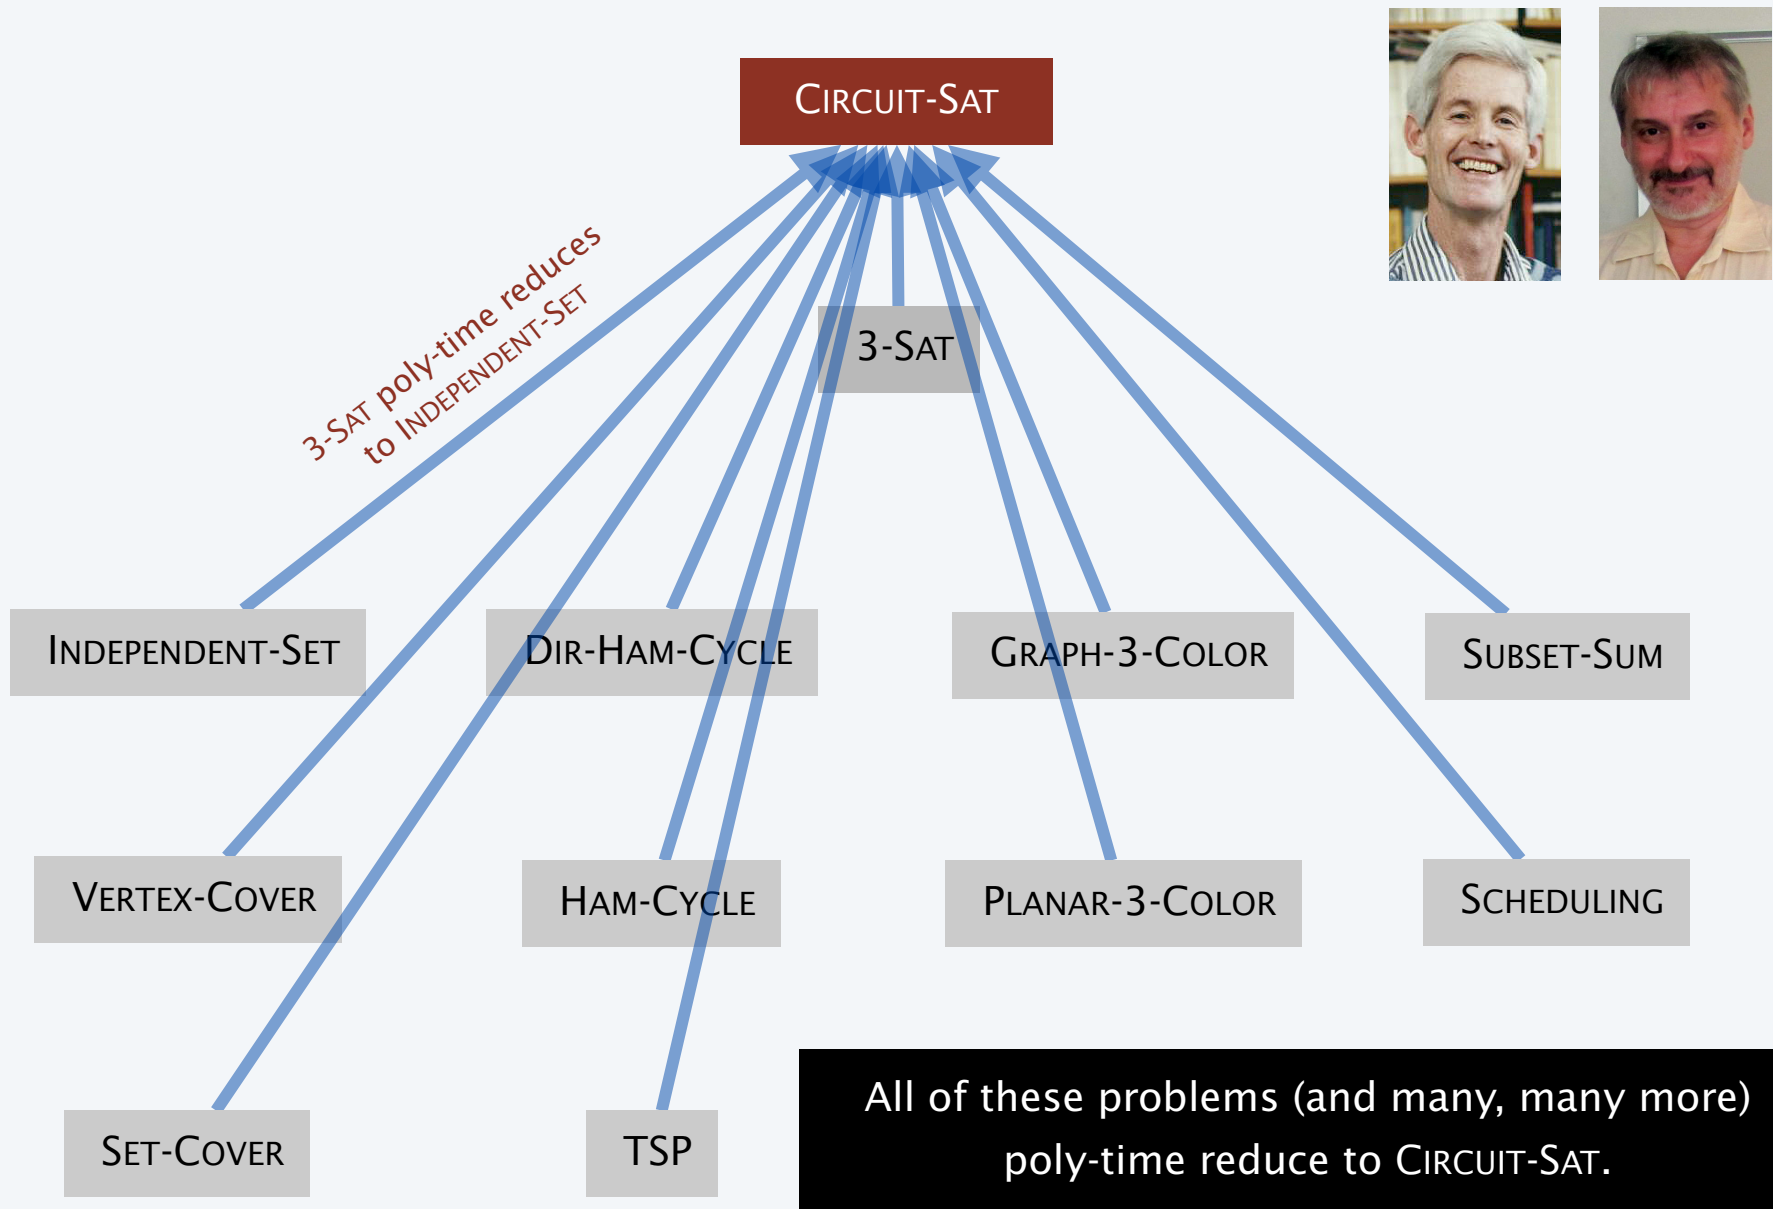 CIRCUIT-SAT
3-SAT poly-time reduces
to INDEPENDENT-SET
3-SAT
INDEPENDENT-SET
DIR-HAM-CYCLE
GRAPH-3-COLOR
SUBSET-SUM
VERTEX-COVER
HAM-CYCLE
PLANAR-3-COLOR
SCHEDULING
SET-COVER
TSP
All of these problems (and many, many more)
poly-time reduce to CIRCUIT-SAT.